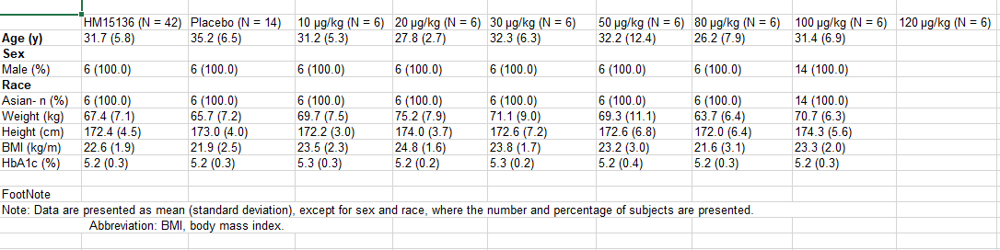 HM15136 (N = 42) Placebo (N = 14) 10 μg/kg (N = 6) 20 μg/kg (N = 6) 30 μg/kg (N = 6) 50 μg/kg (N = 6) 80 μg/kg (N = 6) 100 μg/kg (N = 6) 120 μg/kg (N = 6)
Age (y) 31.7 (5.8) 35.2 (6.5) 31.2 (5.3) 27.8 (2.7) 32.3 (6.3) 32.2 (12.4) 26.2 (7.9) 31.4 (6.9)
Sex
Male (%) 6 (100.0) 6 (100.0) 6 (100.0) 6 (100.0) 6 (100.0) 6 (100.0) 6 (100.0) 14 (100.0)
Race
Asian- n (%) 6 (100.0) 6 (100.0) 6 (100.0) 6 (100.0) 6 (100.0) 6 (100.0) 6 (100.0) 14 (100.0)
Weight (kg) 67.4 (7.1) 65.7 (7.2) 69.7 (7.5) 75.2 (7.9) 71.1 (9.0) 69.3 (11.1) 63.7 (6.4) 70.7 (6.3)
Height (cm) 172.4 (4.5) 173.0 (4.0) 172.2 (3.0) 174.0 (3.7) 172.6 (7.2) 172.6 (6.8) 172.0 (6.4) 174.3 (5.6)
BMI (kg/m) 22.6 (1.9) 21.9 (2.5) 23.5 (2.3) 24.8 (1.6) 23.8 (1.7) 23.2 (3.0) 21.6 (3.1) 23.3 (2.0)
HbA1c (%) 5.2 (0.3) 5.2 (0.3) 5.3 (0.3) 5.2 (0.2) 5.3 (0.2) 5.2 (0.4) 5.2 (0.3) 5.2 (0.3)
FootNote
Note: Data are presented as mean (standard deviation), except for sex and race, where the number and percentage of subjects are presented.
Abbreviation: BMI, body mass index.